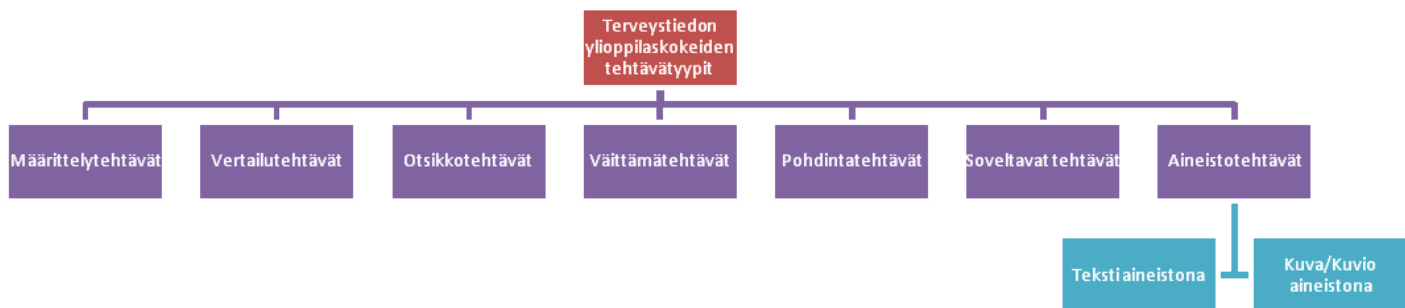 Terveystiedon
ylioppilaskokeiden
tehtävätyypit
Määrittelytehtävät
Vertailutehtävät
Otsikkotehtävät
Väittämätehtävät
Pohdintatehtävät
Soveltavat tehtävät
Aineistotehtävät
Teksti aineistona
Kuva/Kuvio
aineistona